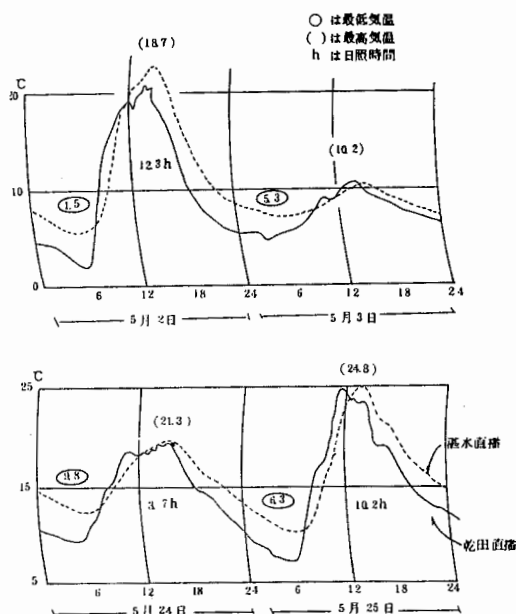 ○ は最低気温
( ) は最高気温
h は日照時間
℃
(18.7)
20
12.3h
(10.2)
1.5
5.3
10
0
6
12
18
24
6
12
18
24
5月2日
5月3日
℃
(24.8)
25
(21.3)
湛水直播
9.8
6.3
15
3.7h
10.2h
乾田直播
5
6
12
18
24
6
12
18
24
5月24日
5月25日